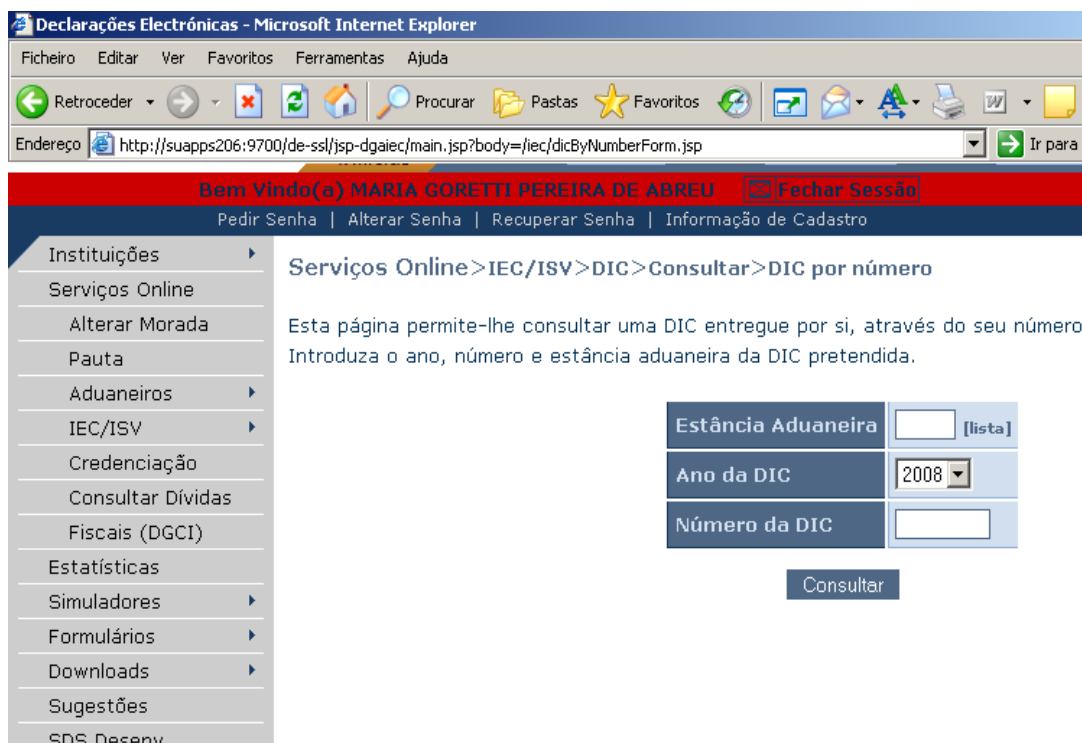 Declarações Electrónicas - Microsoft Internet Explorer
Ficheiro Editar Ver Favoritos Ferramentas Ajuda
Retroceder Procurar Pastas Favoritos
Endereço http://suapps206:9700/de-ssl/jsp-dgaiec/main.jsp?body=/iec/dicByNumberForm.jsp Ir para
Bem Vindo(a) MARIA GORETTI PEREIRA DE ABREU Fechar Sessão
Pedir Senha | Alterar Senha | Recuperar Senha | Informação de Cadastro
Instituições
Serviços Online
Alterar Morada
Pauta
Aduaneiros
IEC/ISV
Credenciação
Consultar Dívidas
Fiscais (DGCI)
Estatísticas
Simuladores
Formulários
Downloads
Sugestões
SDS Desenv
Serviços Online>IEC/ISV>DIC>Consultar>DIC por número
Esta página permite-lhe consultar uma DIC entregue por si, através do seu número
Introduza o ano, número e estância aduaneira da DIC pretendida.
Estância Aduaneira [lista]
Ano da DIC 2008
Número da DIC
Consultar